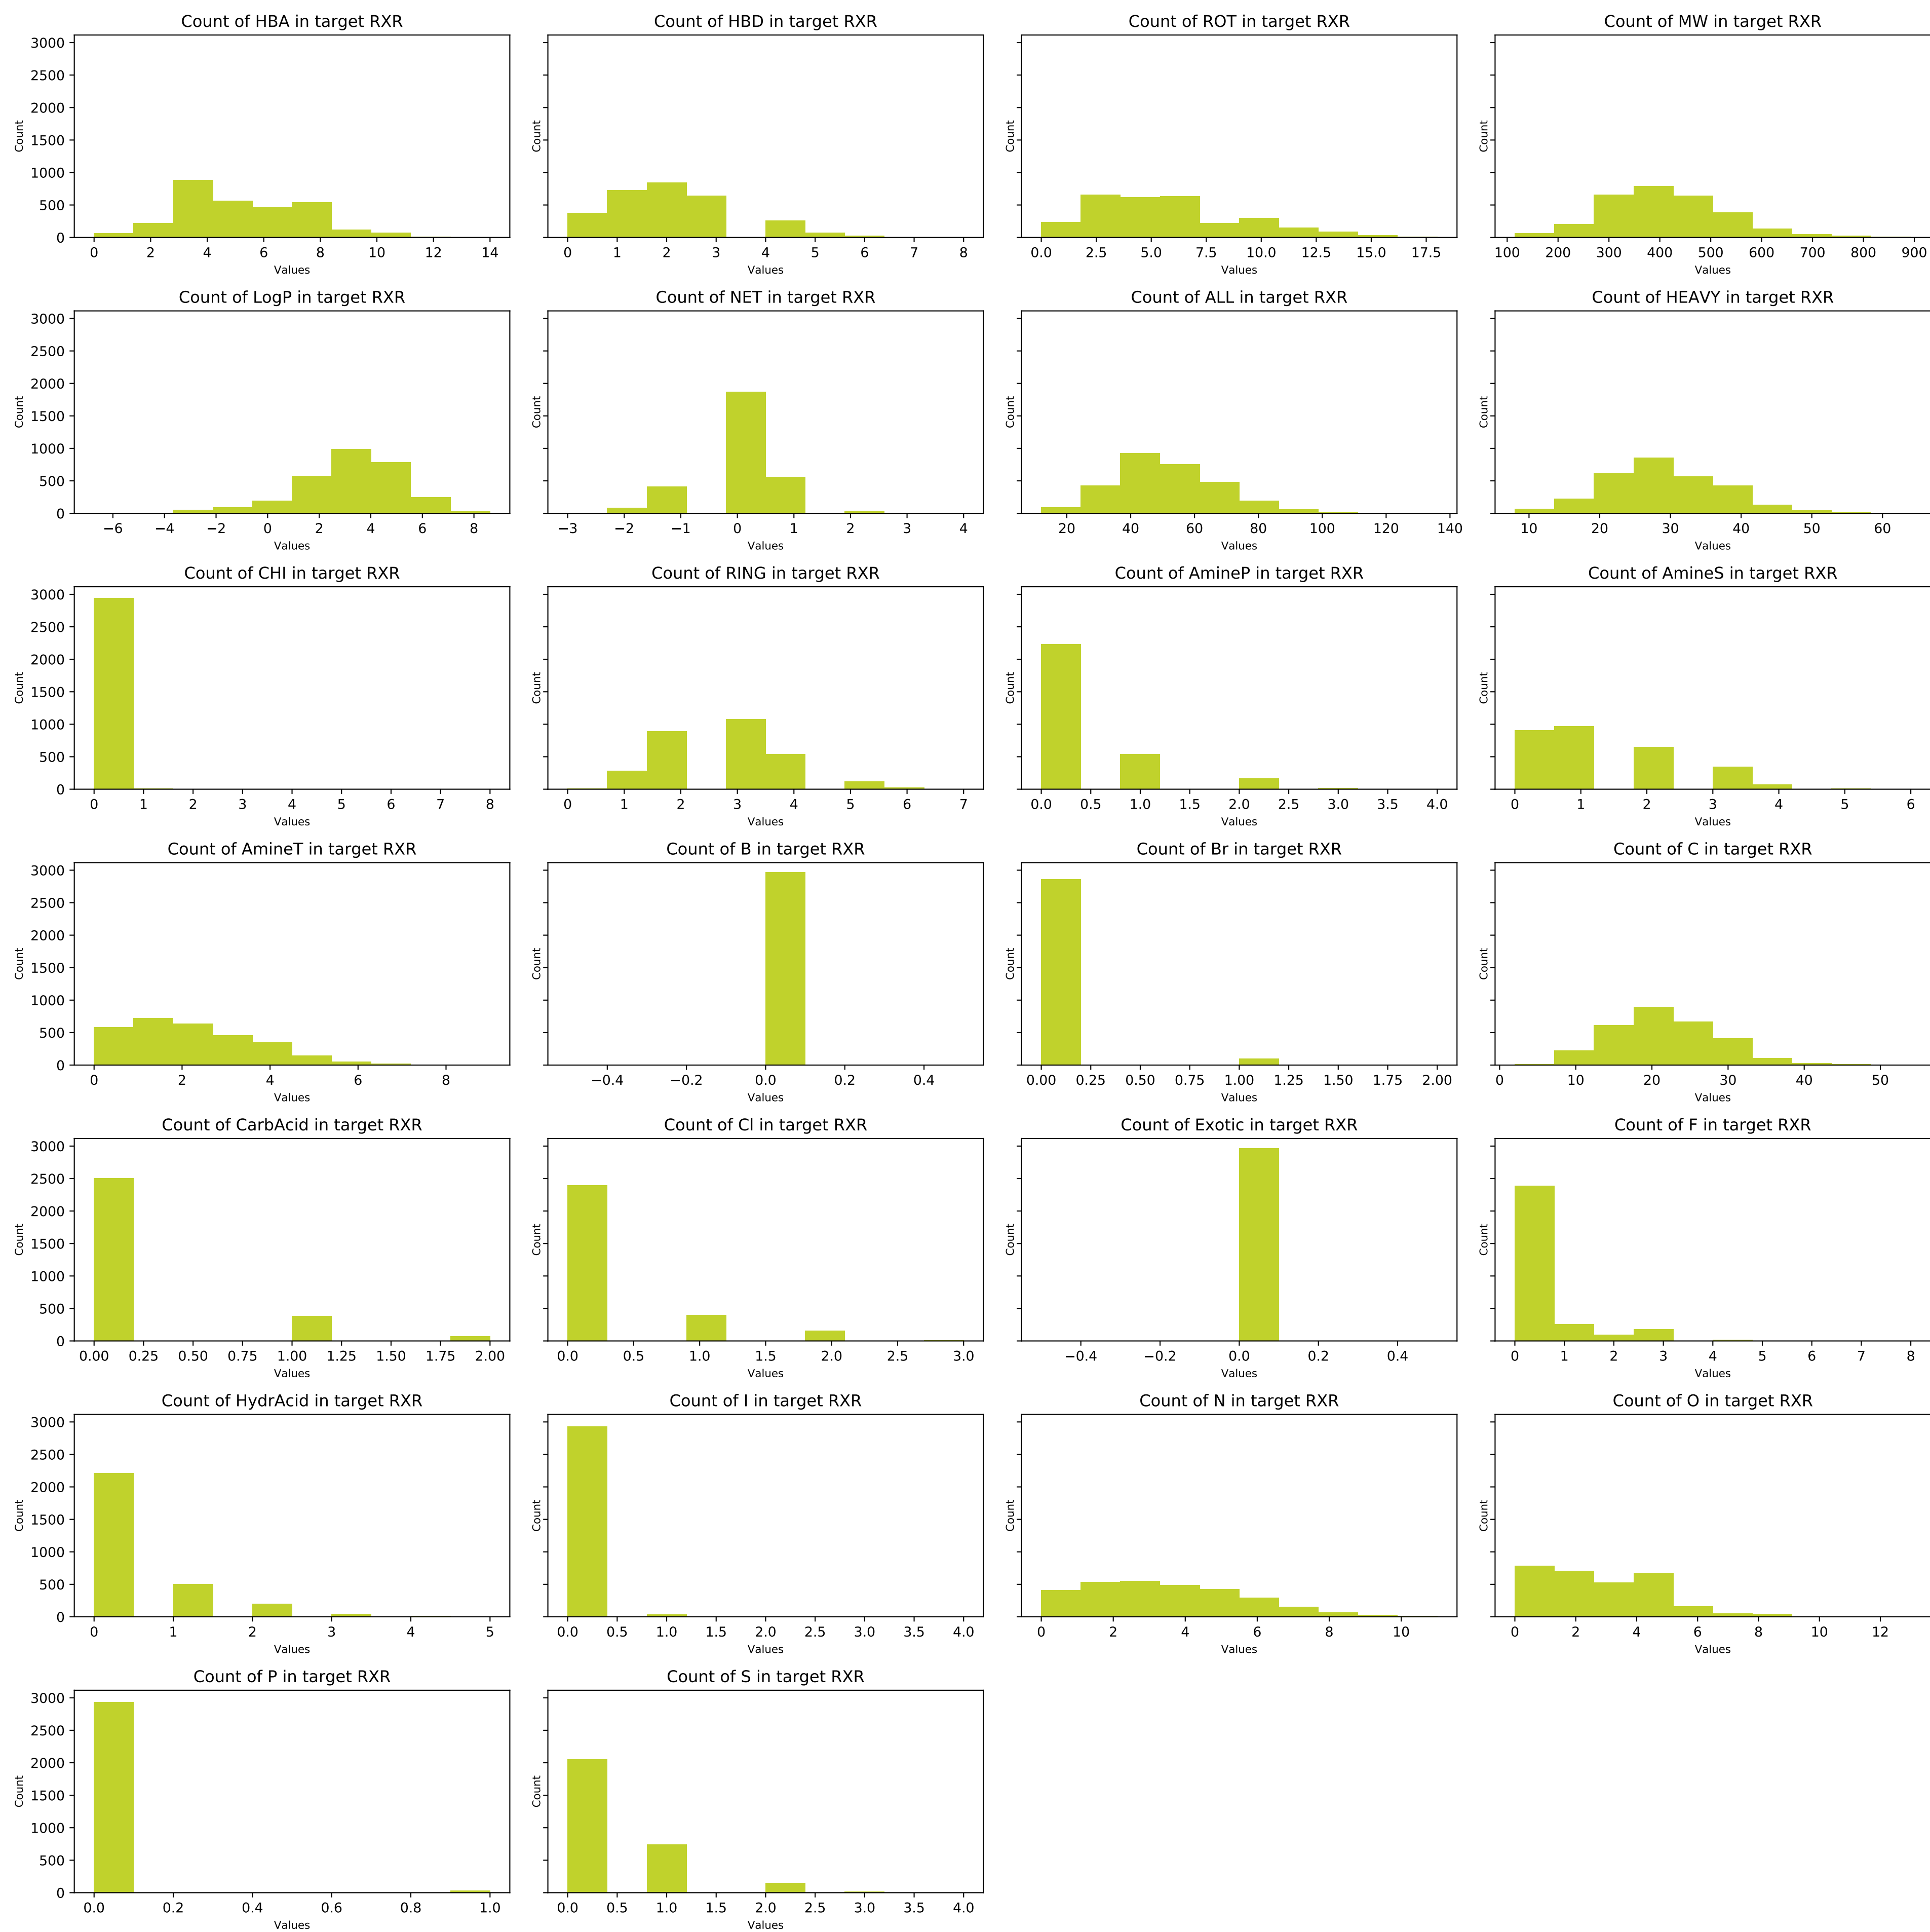 Count of HBA in target RXR Count of HBD in target RXR Count of ROT in target RXR Count of MW in target RXR
3000
2500
2000
1500
1000
500
0
Count Count Count Count
0 2 4 6 8 10 12 14 0 1 2 3 4 5 6 7 8 0.0 2.5 5.0 7.5 10.0 12.5 15.0 17.5 100 200 300 400 500 600 700 800 900
Values Values Values Values
Count of LogP in target RXR Count of NET in target RXR Count of ALL in target RXR Count of HEAVY in target RXR
3000
2500
2000
1500
1000
500
0
Count Count Count Count
−6 −4 −2 0 2 4 6 8 −3 −2 −1 0 1 2 3 4 20 40 60 80 100 120 140 10 20 30 40 50 60
Values Values Values Values
Count of CHI in target RXR Count of RING in target RXR Count of AmineP in target RXR Count of AmineS in target RXR
3000
2500
2000
1500
1000
500
0
Count Count Count Count
0 1 2 3 4 5 6 7 8 0 1 2 3 4 5 6 7 0.0 0.5 1.0 1.5 2.0 2.5 3.0 3.5 4.0 0 1 2 3 4 5 6
Values Values Values Values
Count of AmineT in target RXR Count of B in target RXR Count of Br in target RXR Count of C in target RXR
3000
2500
2000
1500
1000
500
0
Count Count Count Count
0 2 4 6 8 −0.4 −0.2 0.0 0.2 0.4 0.00 0.25 0.50 0.75 1.00 1.25 1.50 1.75 2.00 0 10 20 30 40 50
Values Values Values Values
Count of CarbAcid in target RXR Count of Cl in target RXR Count of Exotic in target RXR Count of F in target RXR
3000
2500
2000
1500
1000
500
0
Count Count Count Count
0.00 0.25 0.50 0.75 1.00 1.25 1.50 1.75 2.00 0.0 0.5 1.0 1.5 2.0 2.5 3.0 −0.4 −0.2 0.0 0.2 0.4 0 1 2 3 4 5 6 7 8
Values Values Values Values
Count of HydrAcid in target RXR Count of I in target RXR Count of N in target RXR Count of O in target RXR
3000
2500
2000
1500
1000
500
0
Count Count Count Count
0 1 2 3 4 5 0.0 0.5 1.0 1.5 2.0 2.5 3.0 3.5 4.0 0 2 4 6 8 10 0 2 4 6 8 10 12
Values Values Values Values
Count of P in target RXR Count of S in target RXR
3000
2500
2000
1500
1000
500
0
Count Count
0.0 0.2 0.4 0.6 0.8 1.0 0.0 0.5 1.0 1.5 2.0 2.5 3.0 3.5 4.0
Values Values